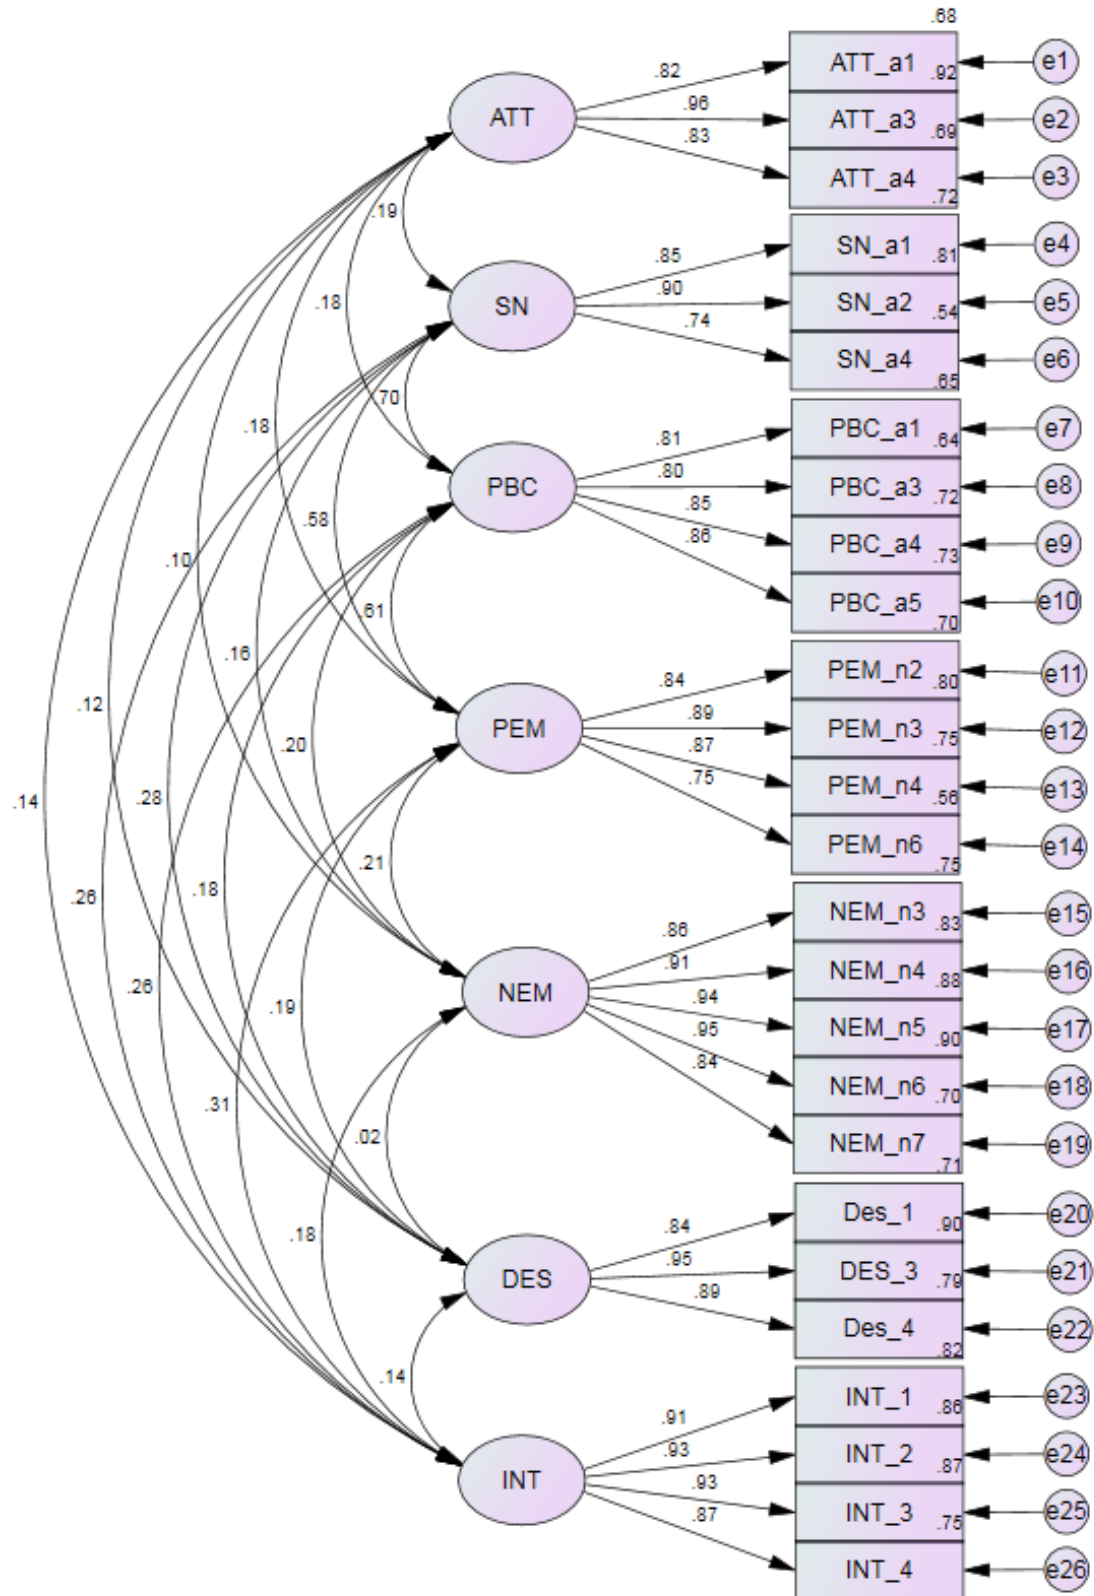 .68
ATT_a1
e1
.82
.92
ATT
.96
ATT_a3
e2
.69
.83
ATT_a4
e3
.72
.19
SN_a1
e4
.85
.81
SN
.90
SN_a2
e5
.54
.74
SN_a4
e6
.65
.18
.70
PBC_a1
e7
.81
.64
.18
PBC
.80
PBC_a3
e8
.72
.85
.58
PBC_a4
e9
.86
.73
.10
PBC_a5
e10
.61
.70
.16
PEM_n2
e11
.84
.80
.12
PEM
.89
PEM_n3
e12
.75
.20
.87
PEM_n4
e13
.56
.14
.28
.75
PEM_n6
e14
.75
.21
.18
.26
NEM_n3
e15
.86
.83
.91
NEM_n4
e16
.88
NEM
.26
.19
.94
NEM_n5
e17
.90
.95
NEM_n6
e18
.70
.84
.31
NEM_n7
e19
.02
.71
Des_1
e20
.84
.90
.18
.95
DES
DES_3
e21
.79
.89
Des_4
e22
.82
.14
INT_1
e23
.91
.86
.93
INT_2
e24
.87
INT
.93
INT_3
e25
.75
.87
INT_4
e26